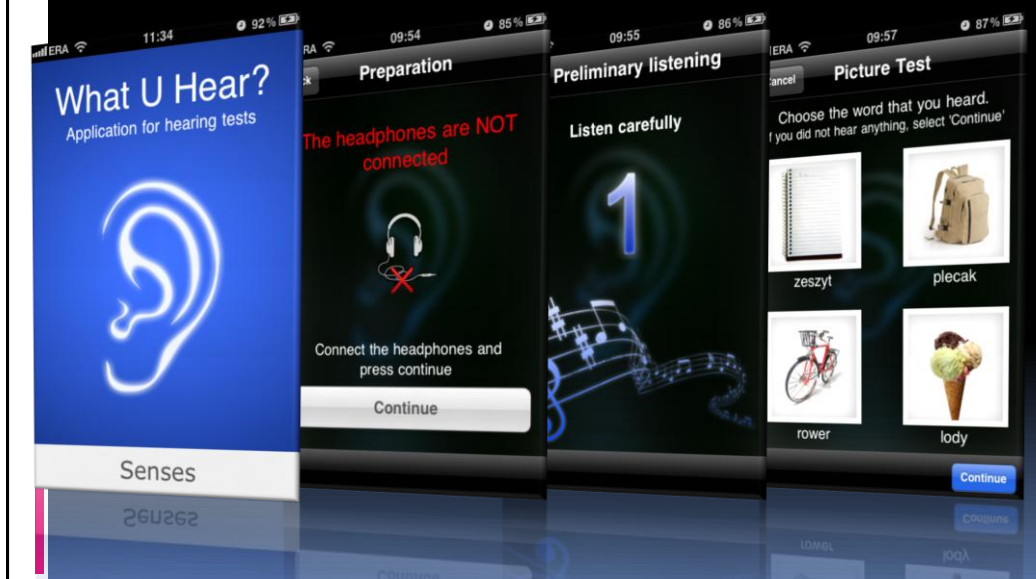 ERA 11:34 92%
What U Hear?
Application for hearing tests
Senses
09:54 85%
Preparation
The headphones are NOT
connected
Connect the headphones and
press continue
Continue
09:55 86%
Preliminary listening
Listen carefully
1
09:57 87%
Cancel
Picture Test
Choose the word that you heard.
If you did not hear anything, select 'Continue'
zeszyt
plecak
rower
lody
Continue